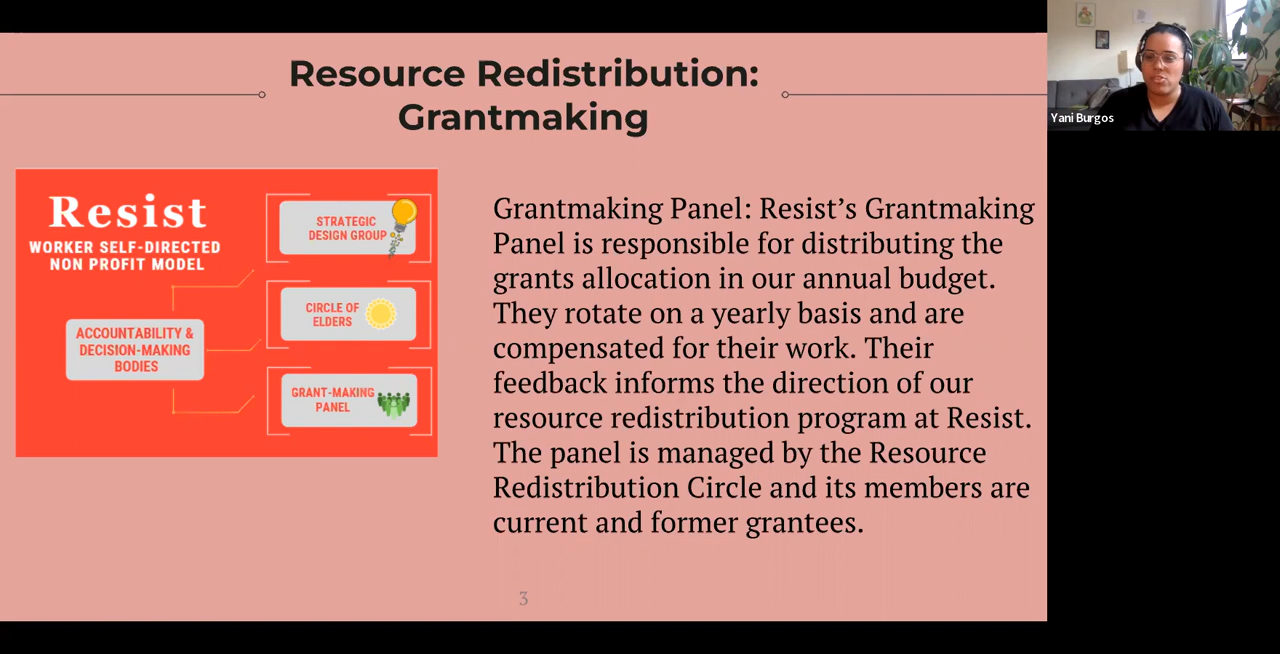 Resource Redistribution:
Grantmaking
Resist
WORKER SELF-DIRECTED
NON PROFIT MODEL
ACCOUNTABILITY &
DECISION-MAKING
BODIES
STRATEGIC
DESIGN GROUP
CIRCLE OF
ELDERS
GRANT-MAKING
PANEL
Grantmaking Panel: Resist’s Grantmaking
Panel is responsible for distributing the
grants allocation in our annual budget.
They rotate on a yearly basis and are
compensated for their work. Their
feedback informs the direction of our
resource redistribution program at Resist.
The panel is managed by the Resource
Redistribution Circle and its members are
current and former grantees.
3
Yani Burgos